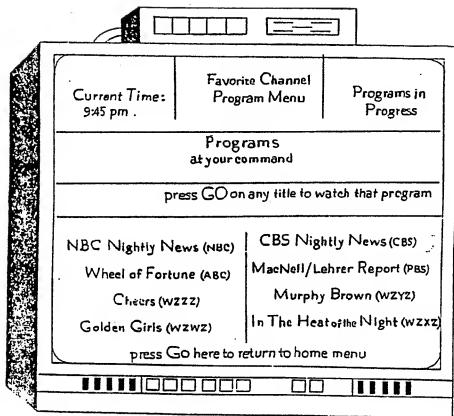 Current Time:
9:45 pm .
Favorite Channel
Program Menu
Programs in
Progress
Programs
at your command
press GO on any title to watch that program
NBC Nightly News (NBC)
CBS Nightly News (CBS)
Wheel of Fortune (ABC)
MacNeil/Lehrer Report (PBS)
Cheers (WZZZ)
Murphy Brown (WZYZ)
Golden Girls (WZWZ)
In The Heat of the Night (WZXZ)
press Go here to return to home menu